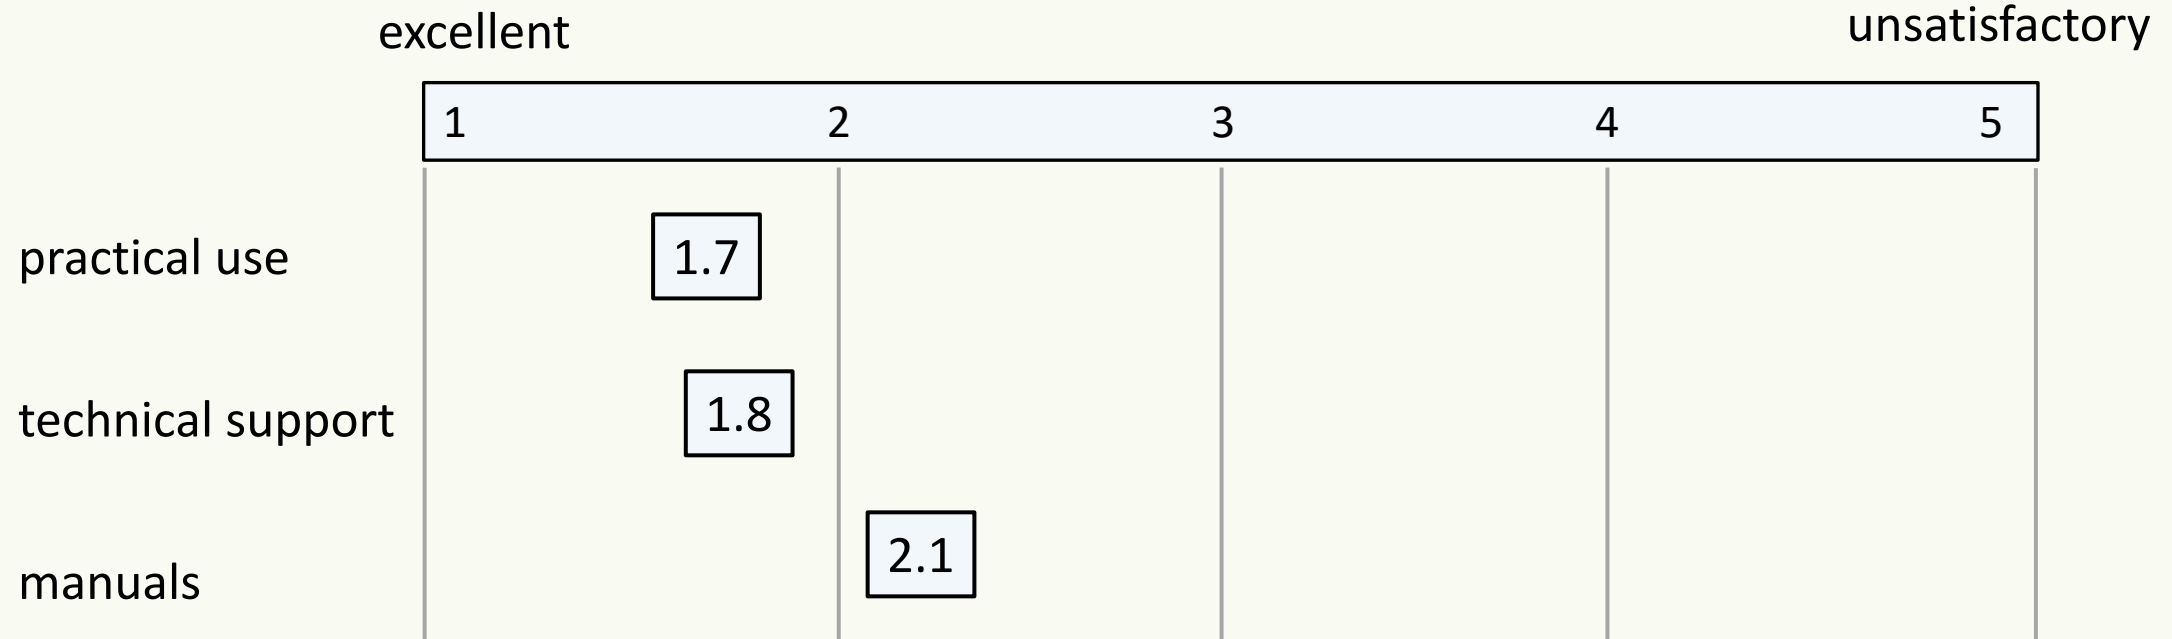 excellent unsatisfactory
1 2 3 4 5
practical use 1.7
technical support 1.8
manuals 2.1